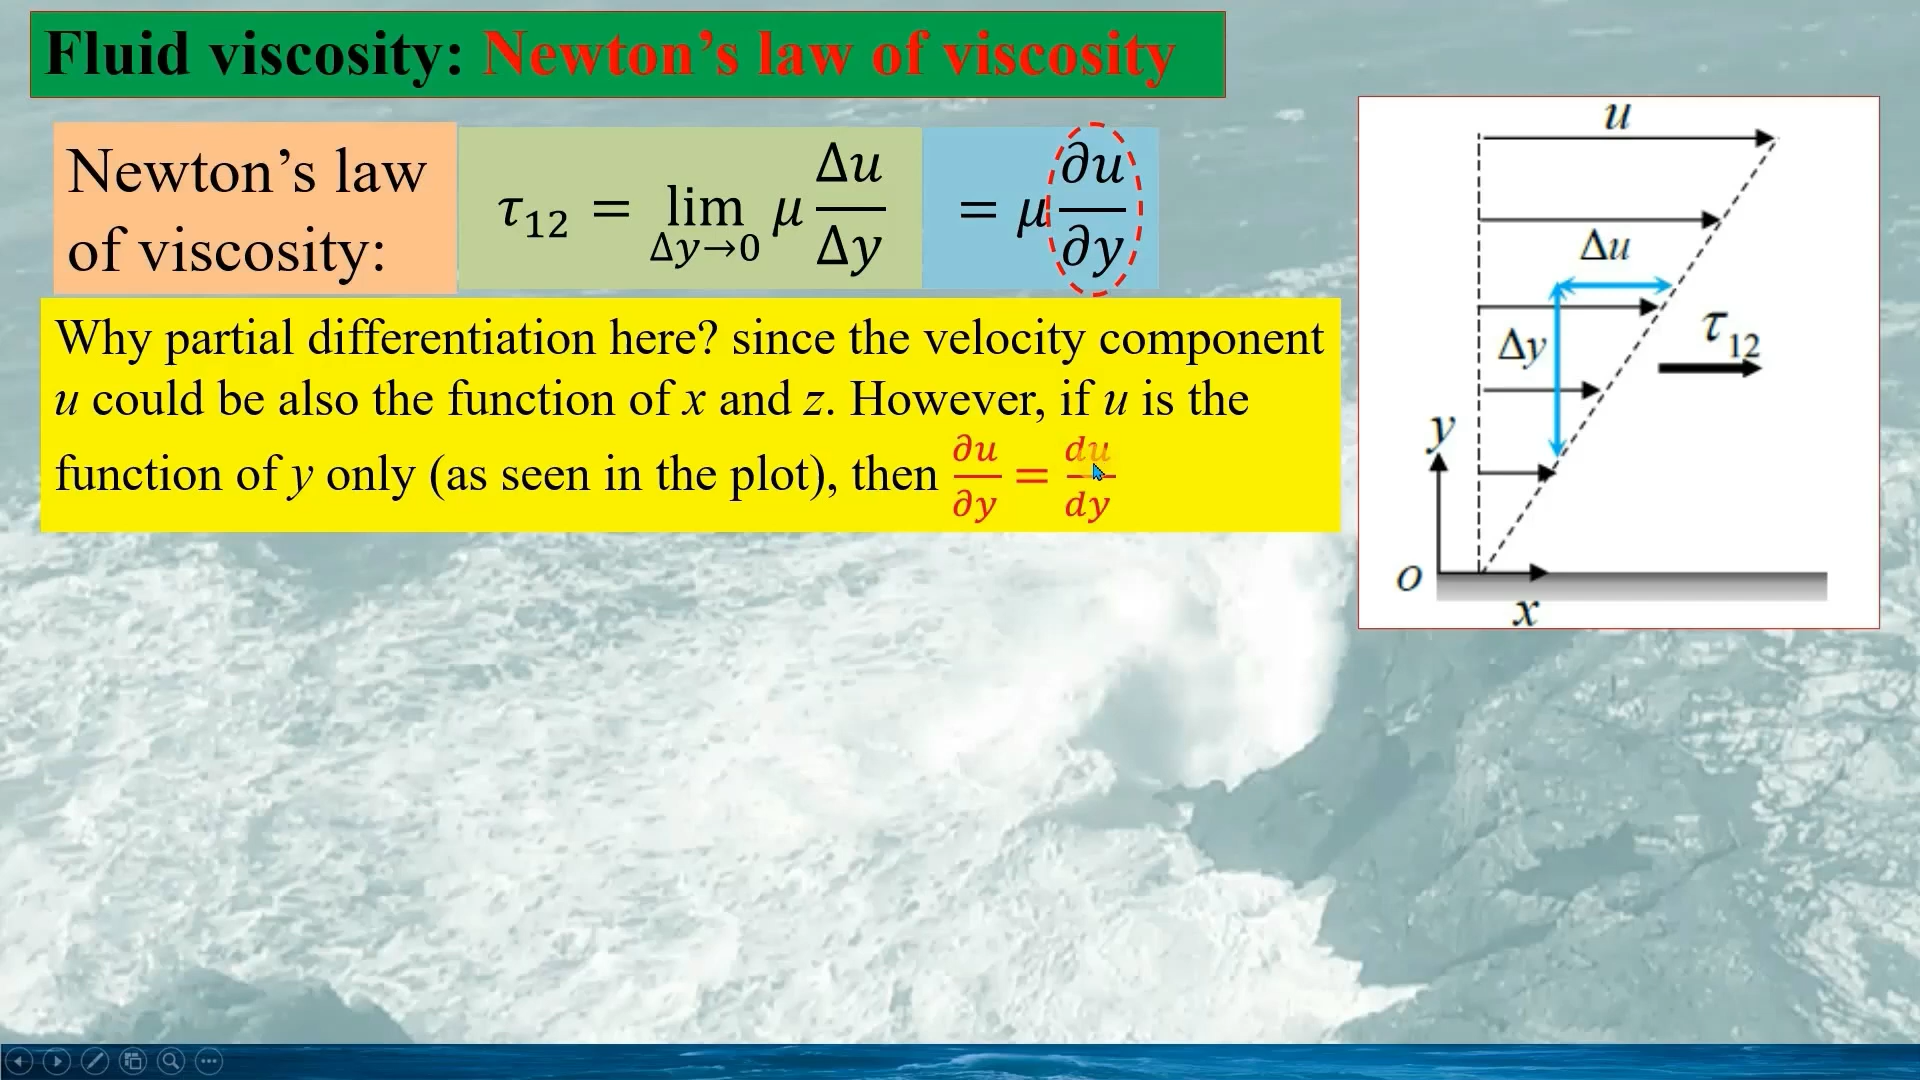 Fluid viscosity: Newton’s law of viscosity
Newton’s law
of viscosity:
τ₁₂ = lim Δy→0 μ Δu/Δy = μ ∂u/∂y
Why partial differentiation here? since the velocity component
u could be also the function of x and z. However, if u is the
function of y only (as seen in the plot), then ∂u/∂y = du/dy
u
Δu
Δy
τ₁₂
y
O
x